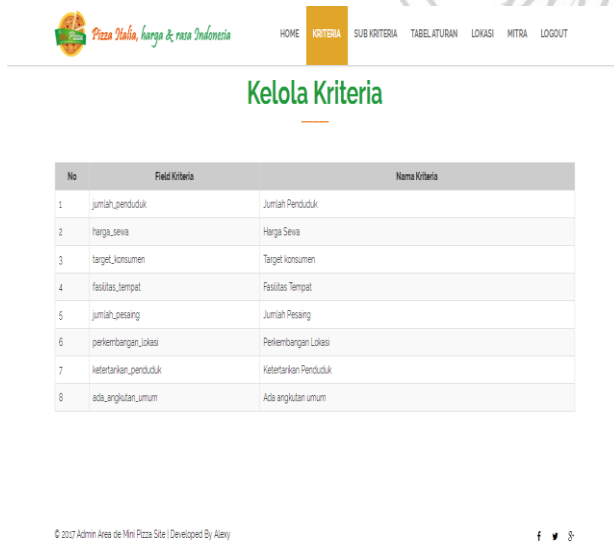 Pizza Italia, harga & rasa Indonesia
HOME KRITERIA SUB KRITERIA TABEL ATURAN LOKASI MITRA LOGOUT
Kelola Kriteria
No Field Kriteria Nama Kriteria
1 jumlah_penduduk Jumlah Penduduk
2 harga_sewa Harga Sewa
3 target_konsumen Target konsumen
4 fasilitas_tempat Fasilitas Tempat
5 jumlah_pesaing Jumlah Pesaing
6 perkembangan_lokasi Perkembangan Lokasi
7 ketertarikan_penduduk Ketertarikan Penduduk
8 ada_angkutan_umum Ada angkutan umum
© 2017 Admin Area de Mini Pizza Site | Developed By Alexy